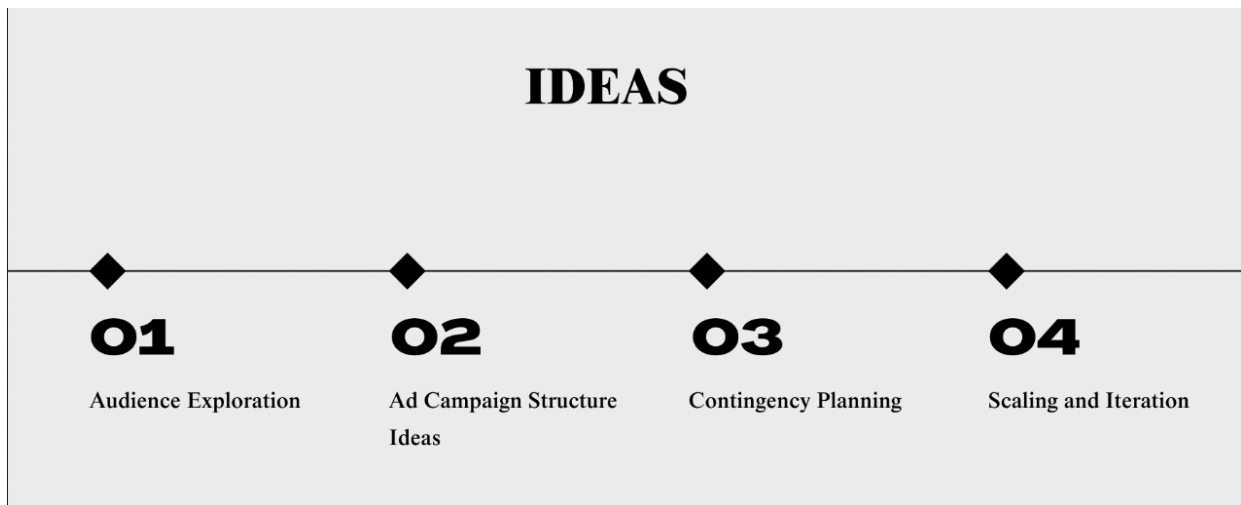 IDEAS
01
Audience Exploration
02
Ad Campaign Structure
Ideas
03
Contingency Planning
04
Scaling and Iteration